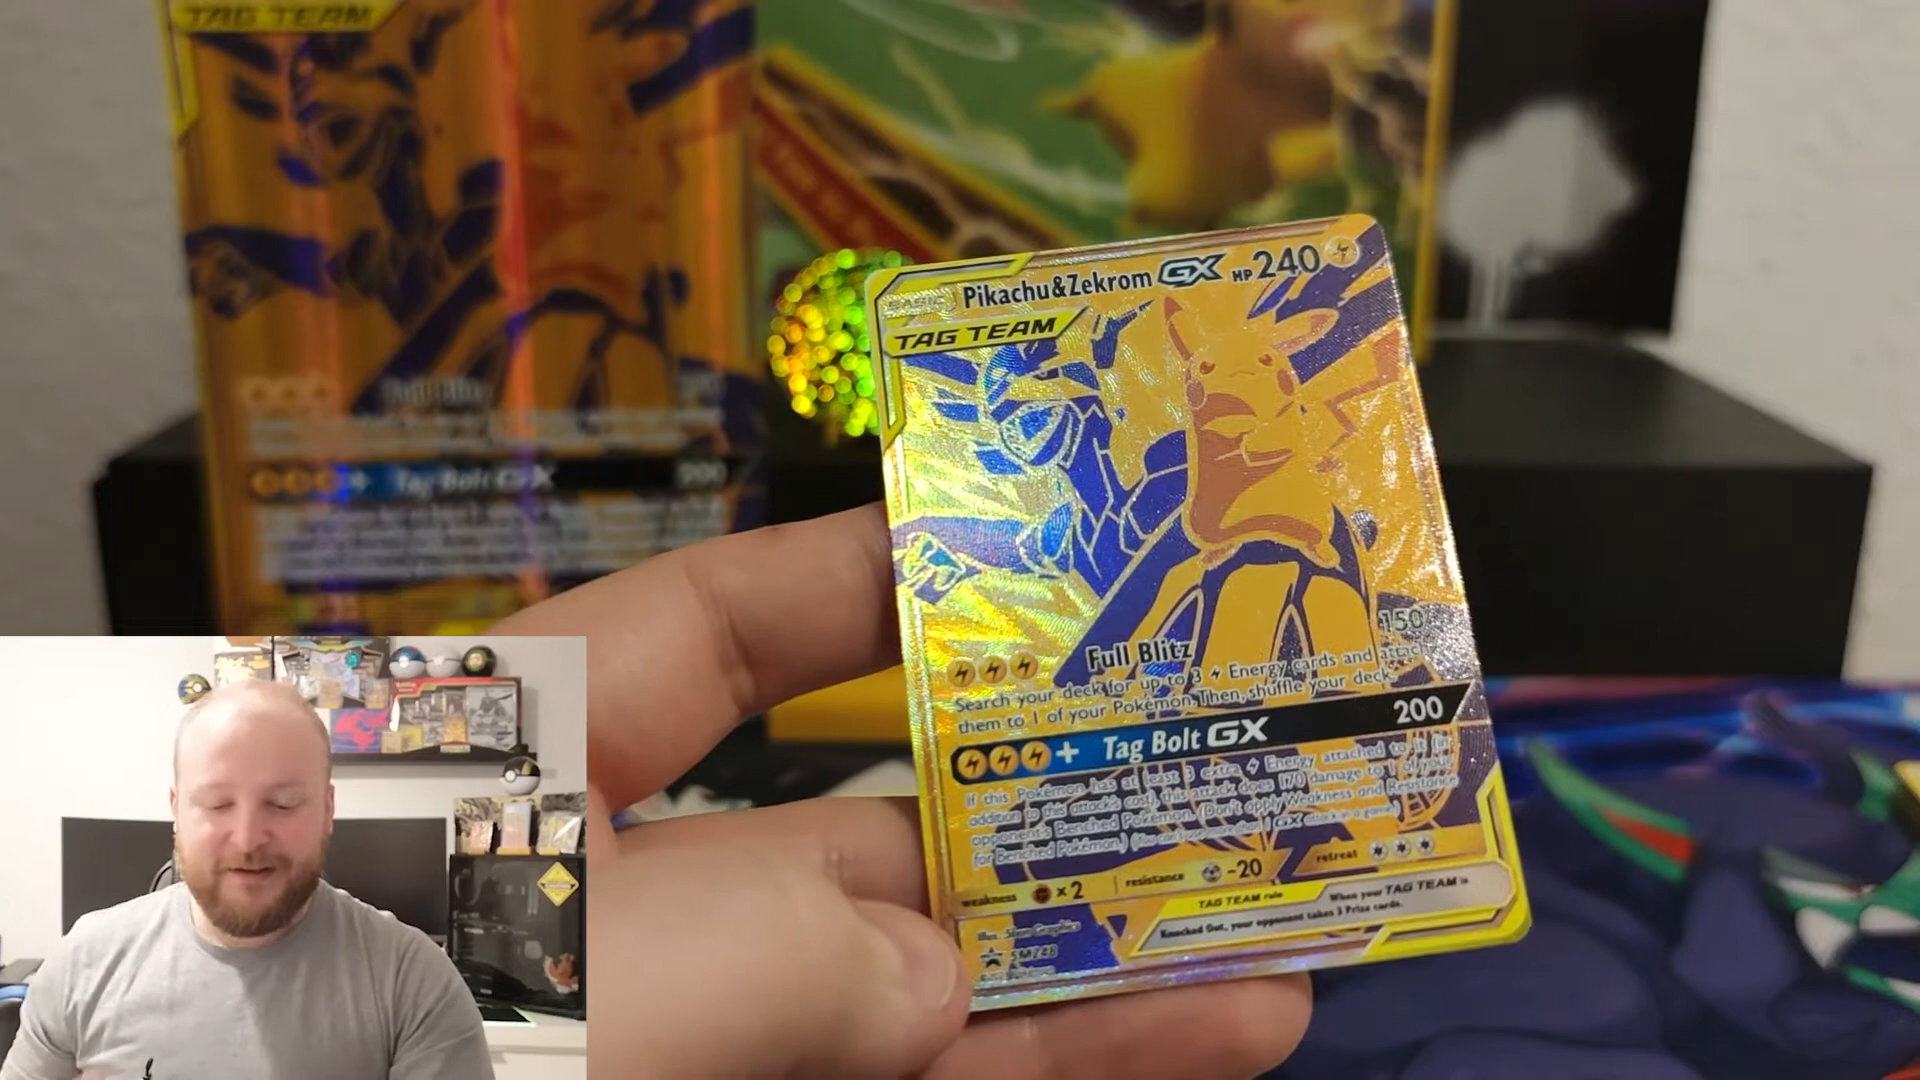 TAG TEAM
Tag Bolt GX
BASIC
Pikachu&Zekrom GX HP 240
TAG TEAM
Full Blitz 150
Search your deck for up to 3 Energy cards and attach
them to 1 of your Pokémon. Then, shuffle your deck.
+ Tag Bolt GX 200
If this Pokémon has at least 3 extra Energy attached to it (in
addition to this attack's cost), this attack does 170 damage to 1 of your
opponent's Benched Pokémon. (Don't apply Weakness and Resistance
for Benched Pokémon.) (You can't use more than 1 GX attack in a game.)
weakness ×2 resistance -20 retreat
TAG TEAM rule When your TAG TEAM is
Knocked Out, your opponent takes 3 Prize cards.
SM248